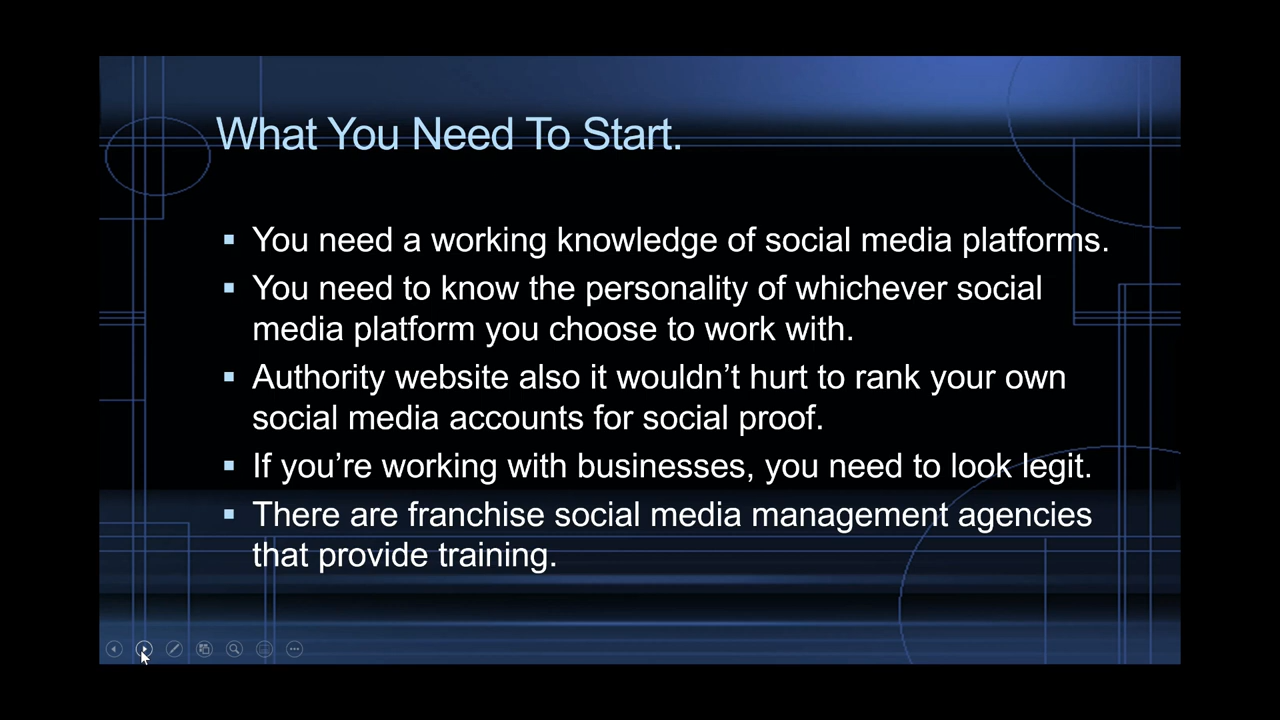 What You Need To Start.
▪ You need a working knowledge of social media platforms.
▪ You need to know the personality of whichever social
media platform you choose to work with.
▪ Authority website also it wouldn’t hurt to rank your own
social media accounts for social proof.
▪ If you’re working with businesses, you need to look legit.
▪ There are franchise social media management agencies
that provide training.